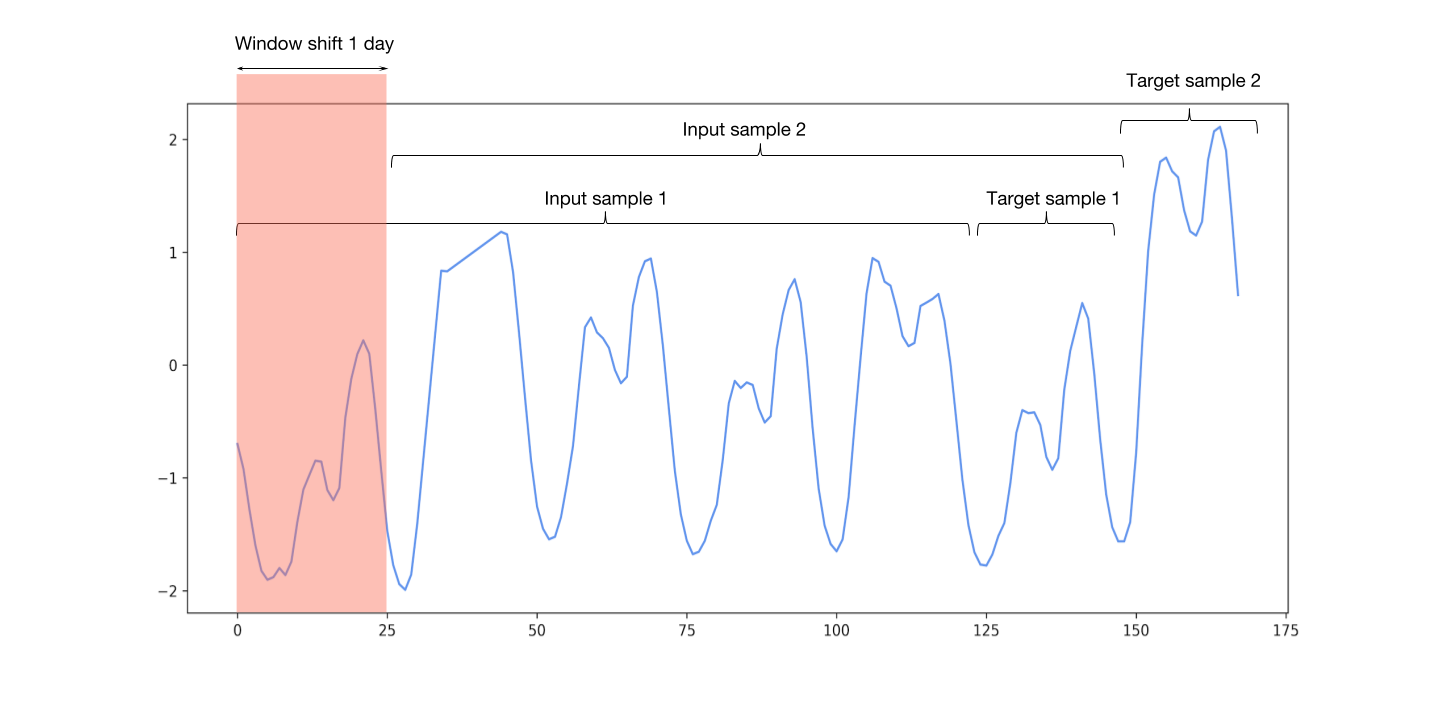 Window shift 1 day
Target sample 2
Input sample 2
Input sample 1
Target sample 1
2
1
0
−1
−2
0
25
50
75
100
125
150
175